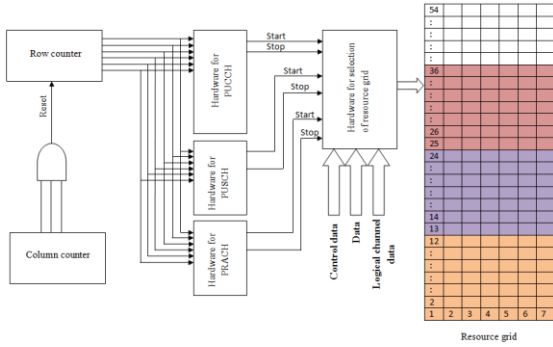 Row counter
Reset
Column counter
Hardware for
PUCCH
Hardware for
PUSCH
Hardware for
PRACH
Start
Stop
Start
Stop
Start
Stop
Hardware for selection
of resource grid
Control data
Data
Logical channel
data
54
:
:
:
36
:
:
:
26
25
24
:
:
:
14
13
12
:
:
:
2
1 2 3 4 5 6 7
Resource grid